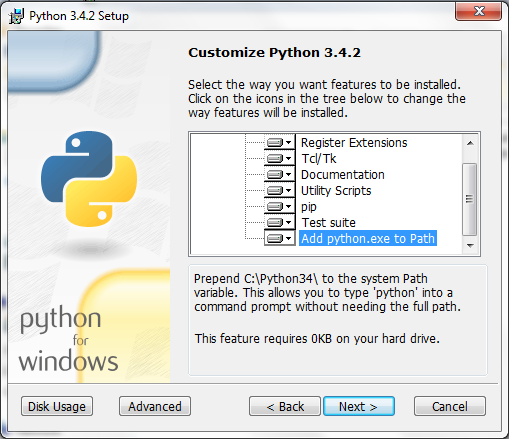 Python 3.4.2 Setup
Customize Python 3.4.2
Select the way you want features to be installed.
Click on the icons in the tree below to change the
way features will be installed.
Register Extensions
Tcl/Tk
Documentation
Utility Scripts
pip
Test suite
Add python.exe to Path
Prepend C:\Python34\ to the system Path
variable. This allows you to type 'python' into a
command prompt without needing the full path.
This feature requires 0KB on your hard drive.
python
for
windows
Disk Usage
Advanced
< Back
Next >
Cancel